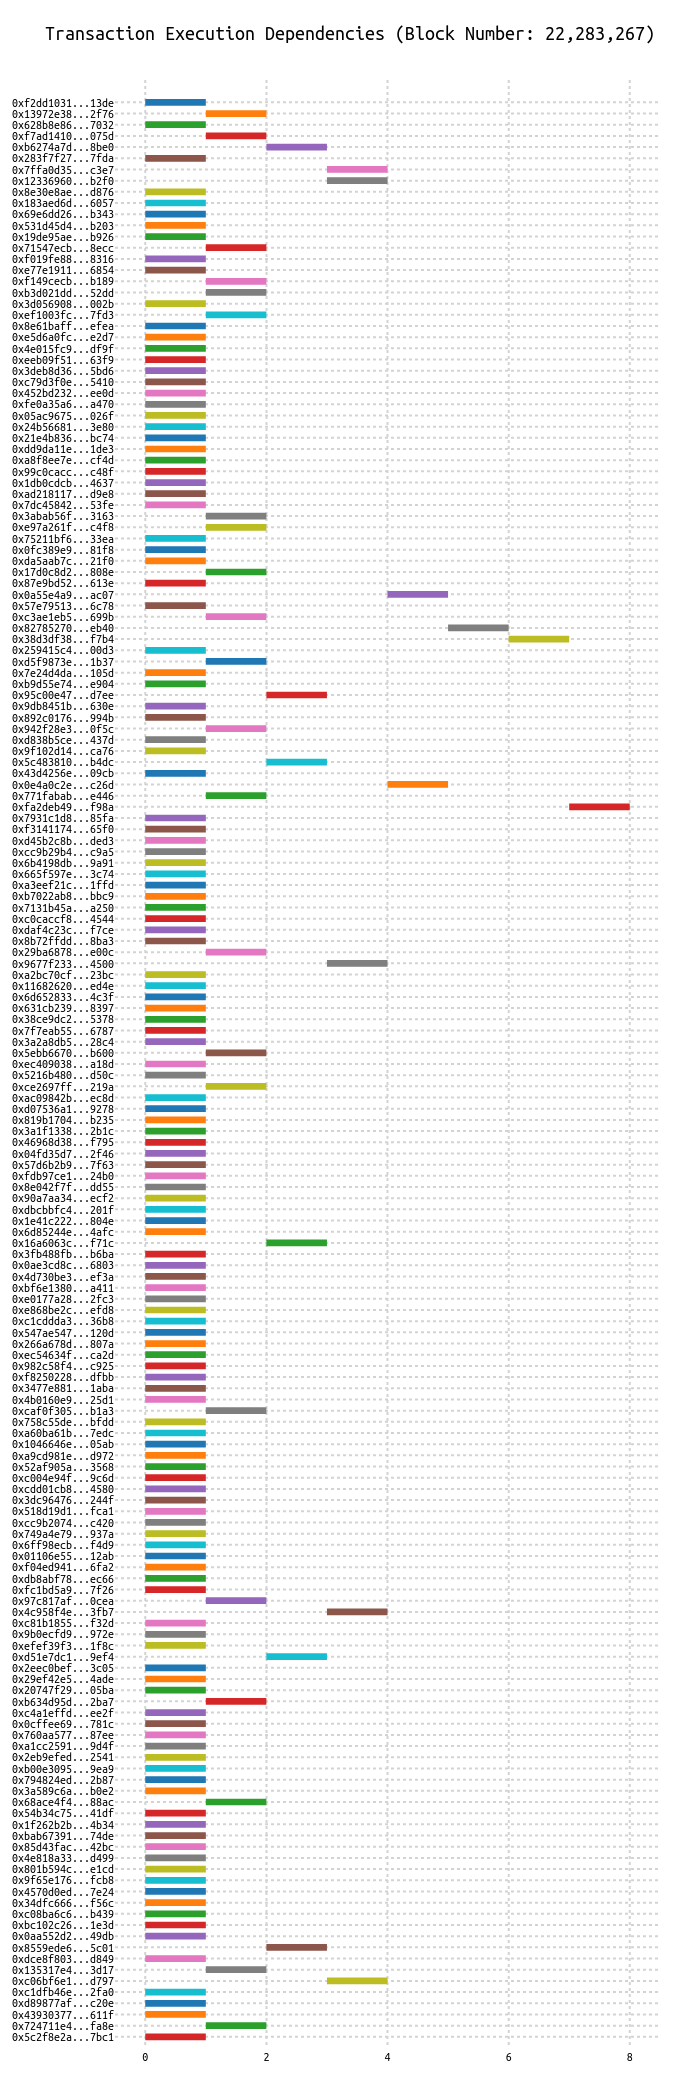 Transaction Execution Dependencies (Block Number: 22,283,267)
0xf2dd1031...13de
0x13972e38...2f76
0x628b8e86...7032
0xf7ad1410...075d
0xb6274a7d...8be0
0x283f7f27...7fda
0x7ffa0d35...c3e7
0x12336960...b2f0
0x8e30e8ae...d876
0x183aed6d...6057
0x69e6dd26...b343
0x531d45d4...b203
0x19de95ae...b926
0x71547ecb...8ecc
0xf019fe88...8316
0xe77e1911...6854
0xf149cecb...b189
0xb3d021dd...52dd
0x3d056908...002b
0xef1003fc...7fd3
0x8e61baff...efea
0xe5d6a0fc...e2d7
0x4e015fc9...df9f
0xeeb09f51...63f9
0x3deb8d36...5bd6
0xc79d3f0e...5410
0x452bd232...ee0d
0xfe0a35a6...a470
0x05ac9675...026f
0x24b56681...3e80
0x21e4b836...bc74
0xdd9da11e...1de3
0xa8f8ee7e...cf4d
0x99c0cacc...c48f
0x1db0cdcb...4637
0xad218117...d9e8
0x7dc45842...53fe
0x3abab56f...3163
0xe97a261f...c4f8
0x75211bf6...33ea
0x0fc389e9...81f8
0xda5aab7c...21f0
0x17d0c8d2...808e
0x87e9bd52...613e
0x0a55e4a9...ac07
0x57e79513...6c78
0xc3ae1eb5...699b
0x82785270...eb40
0x38d3df38...f7b4
0x259415c4...00d3
0xd5f9873e...1b37
0x7e24d4da...105d
0xb9d55e74...e904
0x95c00e47...d7ee
0x9db8451b...630e
0x892c0176...994b
0x942f28e3...0f5c
0xd838b5ce...437d
0x9f102d14...ca76
0x5c483810...b4dc
0x43d4256e...09cb
0x0e4a0c2e...c26d
0x771fabab...e446
0xfa2deb49...f98a
0x7931c1d8...85fa
0xf3141174...65f0
0xd45b2c8b...ded3
0xcc9b29b4...c9a5
0x6b4198db...9a91
0x665f597e...3c74
0xa3eef21c...1ffd
0xb7022ab8...bbc9
0x7131b45a...a250
0xc0caccf8...4544
0xdaf4c23c...f7ce
0x8b72ffdd...8ba3
0x29ba6878...e00c
0x9677f233...4500
0xa2bc70cf...23bc
0x11682620...ed4e
0x6d652833...4c3f
0x631cb239...8397
0x38ce9dc2...5378
0x7f7eab55...6787
0x3a2a8db5...28c4
0x5ebb6670...b600
0xec409038...a18d
0x5216b480...d50c
0xce2697ff...219a
0xac09842b...ec8d
0xd07536a1...9278
0x819b1704...b235
0x3a1f1338...2b1c
0x46968d38...f795
0x04fd35d7...2f46
0x57d6b2b9...7f63
0xfdb97ce1...24b0
0x8e042f7f...dd55
0x90a7aa34...ecf2
0xdbcbbfc4...201f
0x1e41c222...804e
0x6d85244e...4afc
0x16a6063c...f71c
0x3fb488fb...b6ba
0x0ae3cd8c...6803
0x4d730be3...ef3a
0xbf6e1380...a411
0xe0177a28...2fc3
0xe868be2c...efd8
0xc1cddda3...36b8
0x547ae547...120d
0x266a678d...807a
0xec54634f...ca2d
0x982c58f4...c925
0xf8250228...dfbb
0x3477e881...1aba
0x4b0160e9...25d1
0xcaf0f305...b1a3
0x758c55de...bfdd
0xa60ba61b...7edc
0x1046646e...05ab
0xa9cd981e...d972
0x52af905a...3568
0xc004e94f...9c6d
0xcdd01cb8...4580
0x3dc96476...244f
0x518d19d1...fca1
0xcc9b2074...c420
0x749a4e79...937a
0x6ff98ecb...f4d9
0x01106e55...12ab
0xf04ed941...6fa2
0xdb8abf78...ec66
0xfc1bd5a9...7f26
0x97c817af...0cea
0x4c958f4e...3fb7
0xc81b1855...f32d
0x9b0ecfd9...972e
0xefef39f3...1f8c
0xd51e7dc1...9ef4
0x2eec0bef...3c05
0x29ef42e5...4ade
0x20747f29...05ba
0xb634d95d...2ba7
0xc4a1effd...ee2f
0x0cffee69...781c
0x760aa577...87ee
0xa1cc2591...9d4f
0x2eb9efed...2541
0xb00e3095...9ea9
0x794824ed...2b87
0x3a589c6a...b0e2
0x68ace4f4...88ac
0x54b34c75...41df
0x1f262b2b...4b34
0xbab67391...74de
0x85d43fac...42bc
0x4e818a33...d499
0x801b594c...e1cd
0x9f65e176...fcb8
0x4570d0ed...7e24
0x34dfc666...f56c
0xc08ba6c6...b439
0xbc102c26...1e3d
0x0aa552d2...49db
0x8559ede6...5c01
0xdce8f803...d849
0x135317e4...3d17
0xc06bf6e1...d797
0xc1dfb46e...2fa0
0xd89877af...c20e
0x43930377...611f
0x724711e4...fa8e
0x5c2f8e2a...7bc1
0 2 4 6 8